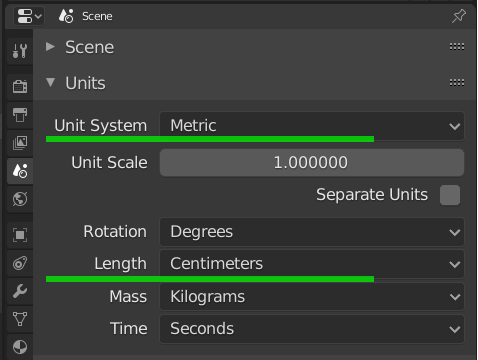 Scene
Scene
Units
Unit System Metric
Unit Scale 1.000000
Separate Units
Rotation Degrees
Length Centimeters
Mass Kilograms
Time Seconds